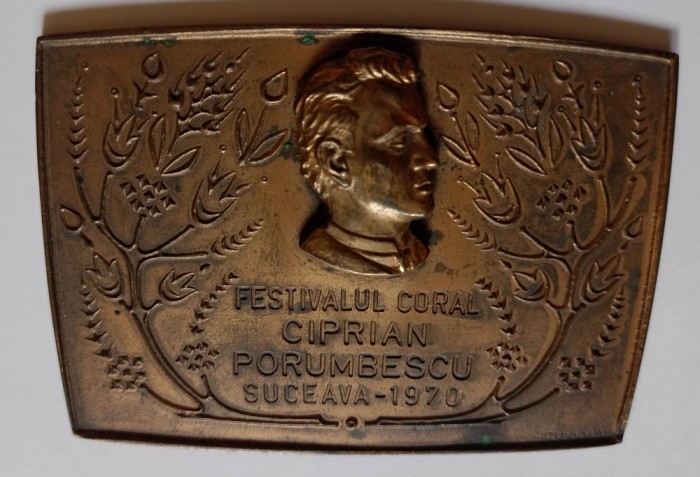 FESTIVALUL CORAL
CIPRIAN
PORUMBESCU
SUCEAVA-1970